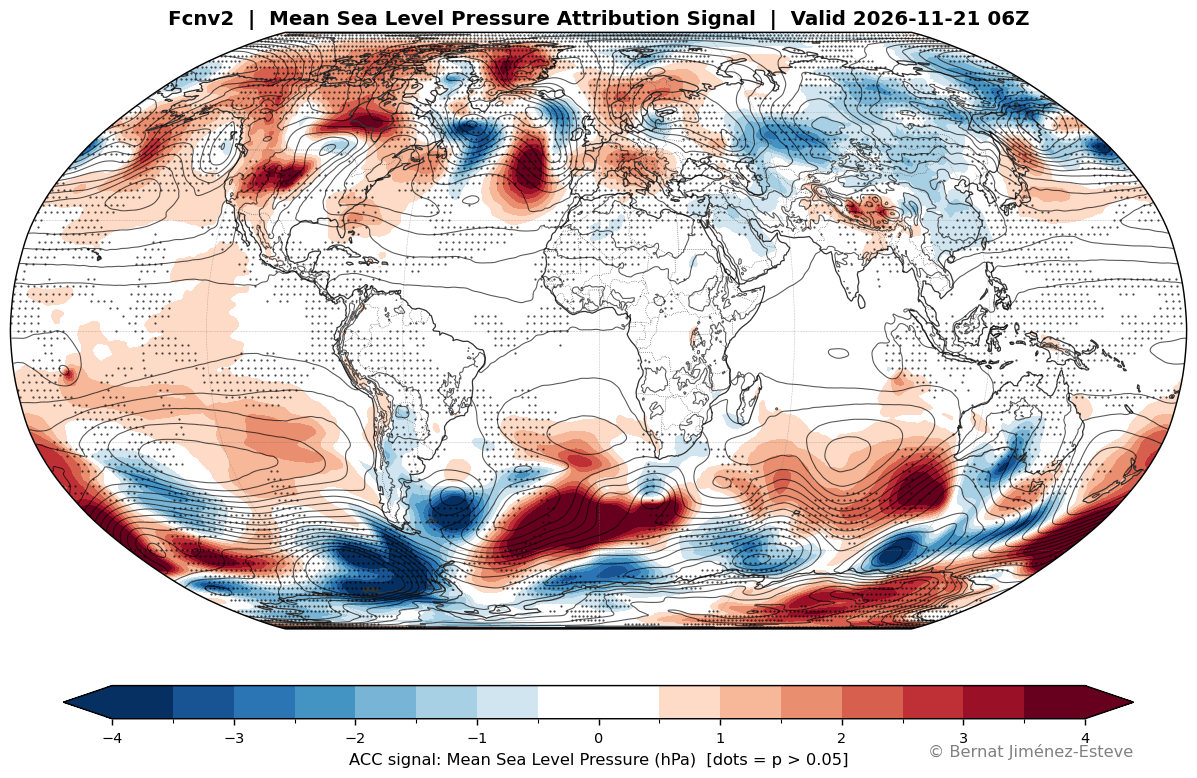 Fcnv2 | Mean Sea Level Pressure Attribution Signal | Valid 2026-11-21 06Z
−4 −3 −2 −1 0 1 2 3 4
ACC signal: Mean Sea Level Pressure (hPa) [dots = p > 0.05]
© Bernat Jiménez-Esteve